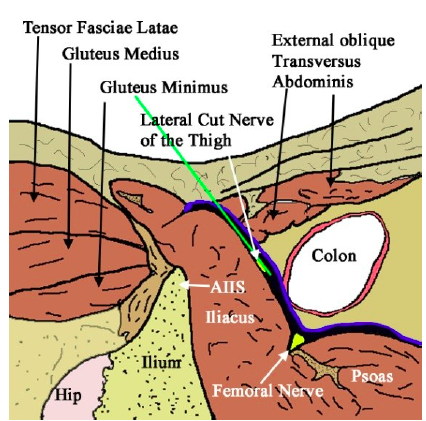 Tensor Fasciae Latae
Gluteus Medius
Gluteus Minimus
External oblique
Transversus
Abdominis
Lateral Cut Nerve
of the Thigh
Colon
AIIS
Iliacus
Ilium
Hip
Femoral Nerve
Psoas